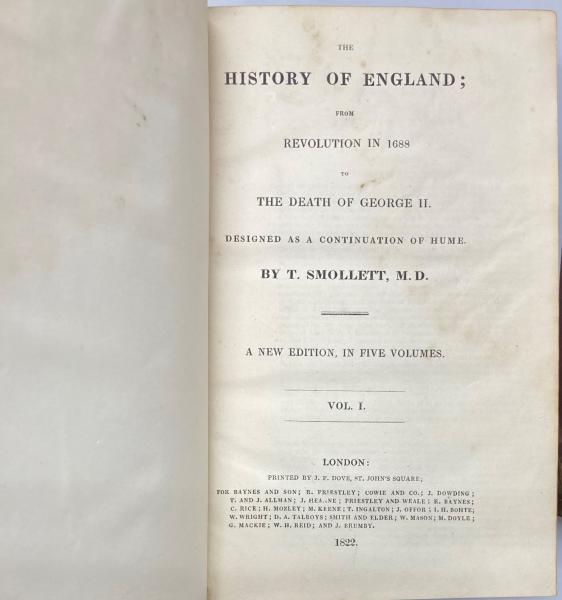 THE
HISTORY OF ENGLAND;
FROM
REVOLUTION IN 1688
TO
THE DEATH OF GEORGE II.
DESIGNED AS A CONTINUATION OF HUME.
BY T. SMOLLETT, M.D.
A NEW EDITION, IN FIVE VOLUMES.
VOL. I.
LONDON:
PRINTED BY J. F. DOVE, ST. JOHN'S SQUARE;
FOR BAYNES AND SON; R. PRIESTLEY; COWIE AND CO.; J. DOWDING;
T. AND J. ALLMAN; J. PRIESTLEY AND WEALE; R. BAYNES;
C. RICE; H. MOZLEY; M. KEENE; T. INGALTON; J. OFFOR; I. H. BOHTE;
W. WRIGHT; D. A. TALBOYS; SMITH AND ELDER; W. MASON; M. DOYLE;
G. MACKIE; W. H. REID; AND J. BRUMBY.
1822.